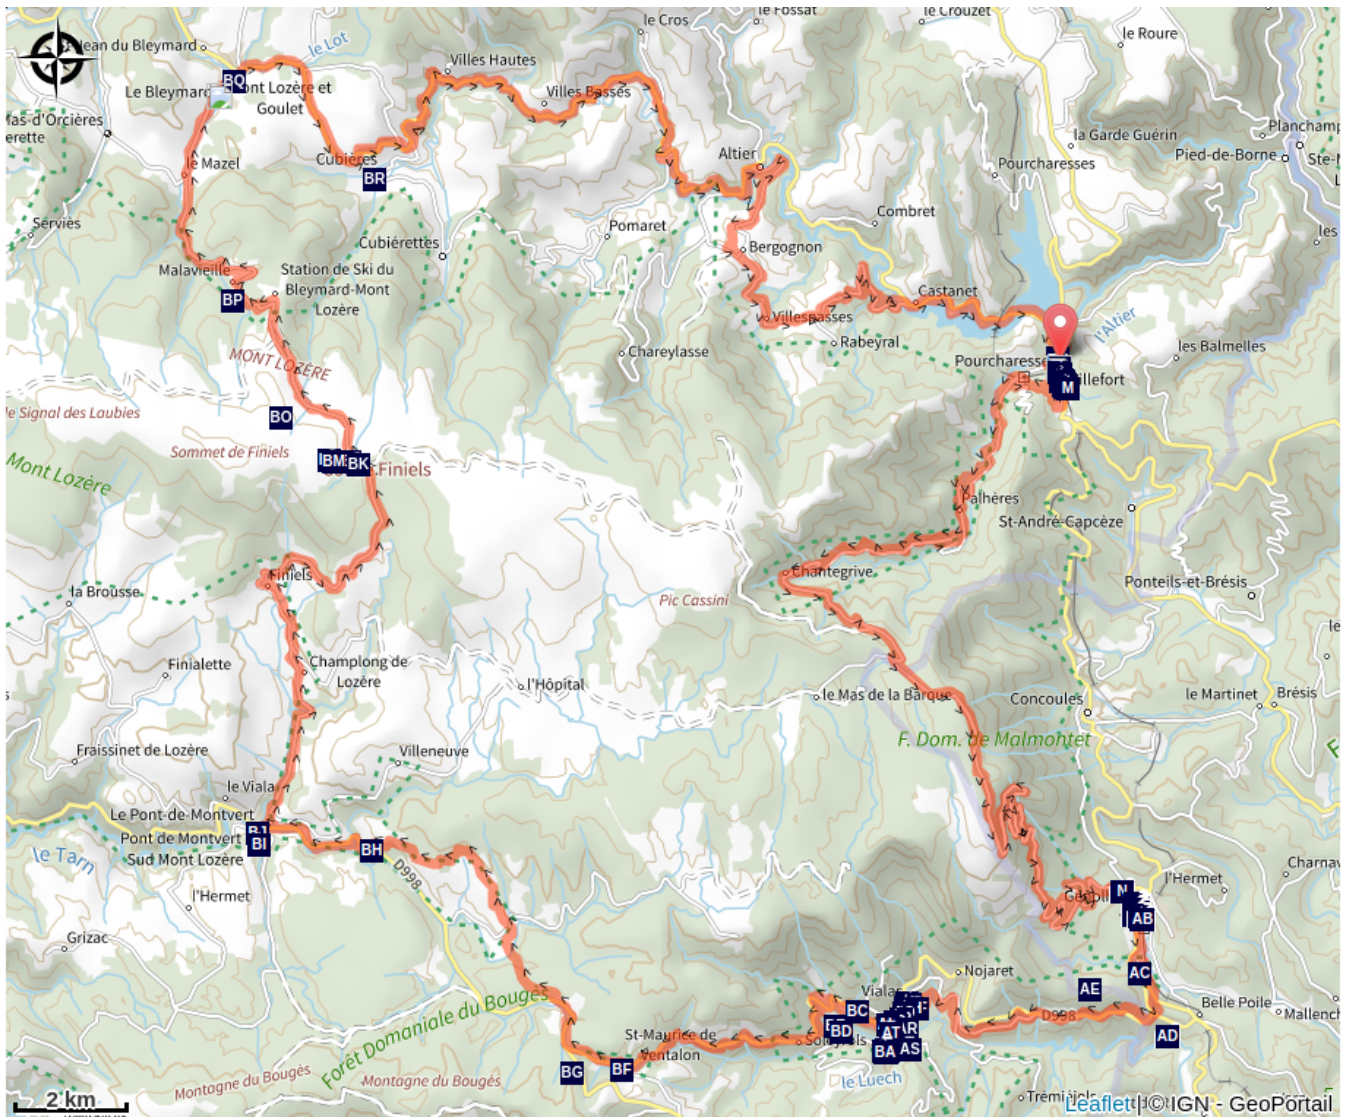 le Fossat
le Crouzet
le Cros
le Roure
le Lot
Villes Hautes
BQ
Le Bleymard
Mont Lozère et
Goulet
Villes Basses
Mas-d'Orcières
la Garde Guérin
Altier
Pourcharesses
Pied-de-Borne
Cubières
le Mazel
BR
Combret
Serviès
Pomaret
Cubiérettes
Bergognon
les
Malavieille
Station de Ski du
Bleymard-Mont
Lozère
BP
Castanet
Villespasses
l'Altier
Rabeyral
Chareylasse
les Balmelles
MONT LOZÈRE
Pourcharesse
Villefort
M
le Signal des Laubies
BO
Sommet de Finiels
BM
BK
Finiels
Mont Lozère
Palhères
St-André-Capcèze
Finiels
Chantegrive
la Brousse
Pic Cassini
Ponteils-et-Brésis
le
Finialette
Champlong de
Lozère
l'Hôpital
le Mas de la Barque
Concoules
le Martinet
Brésis
F. Dom. de Malmontet
Fraissinet de Lozère
Villeneuve
le Viala
Le Pont-de-Montvert
BI
Pont de Montvert
Sud Mont Lozère
BH
le Tarn
D998
l'Hermet
l'Hermet
N
AB
Grizac
Nojaret
AC
AE
Belle Poile
BC
BD
AR
AT
D998
AD
Forêt Domaniale du Bougès
St-Maurice de
Ventalon
BA
AS
BG
BF
Montagne du Bougès
Montagne du Bougès
le Luech
2 km
Leaflet | © IGN - GeoPortail